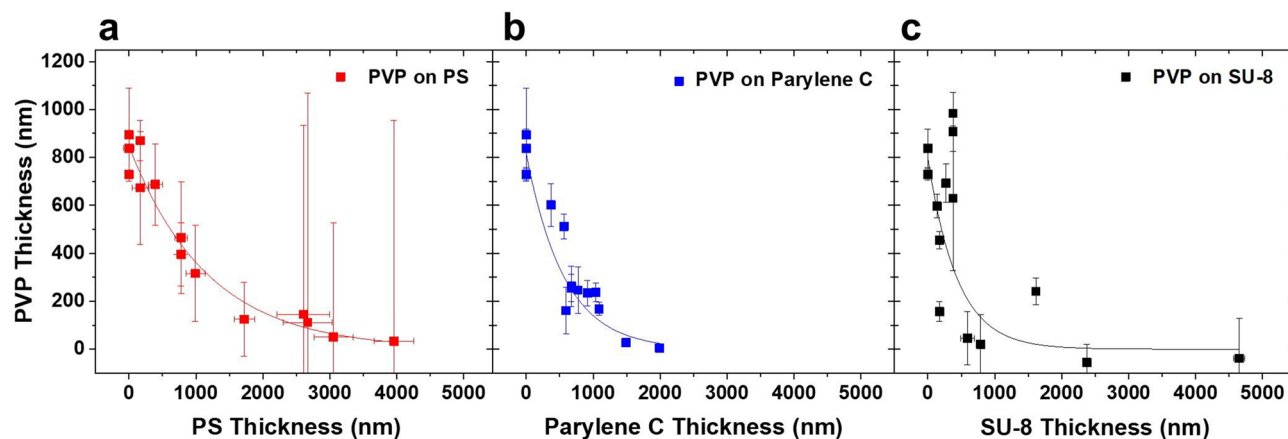 a
b
c
PVP on PS
PVP on Parylene C
PVP on SU-8
PVP Thickness (nm)
1200
1000
800
600
400
200
0
0 1000 2000 3000 4000 5000
0 1000 2000 3000 4000 5000
0 1000 2000 3000 4000 5000
PS Thickness (nm)
Parylene C Thickness (nm)
SU-8 Thickness (nm)